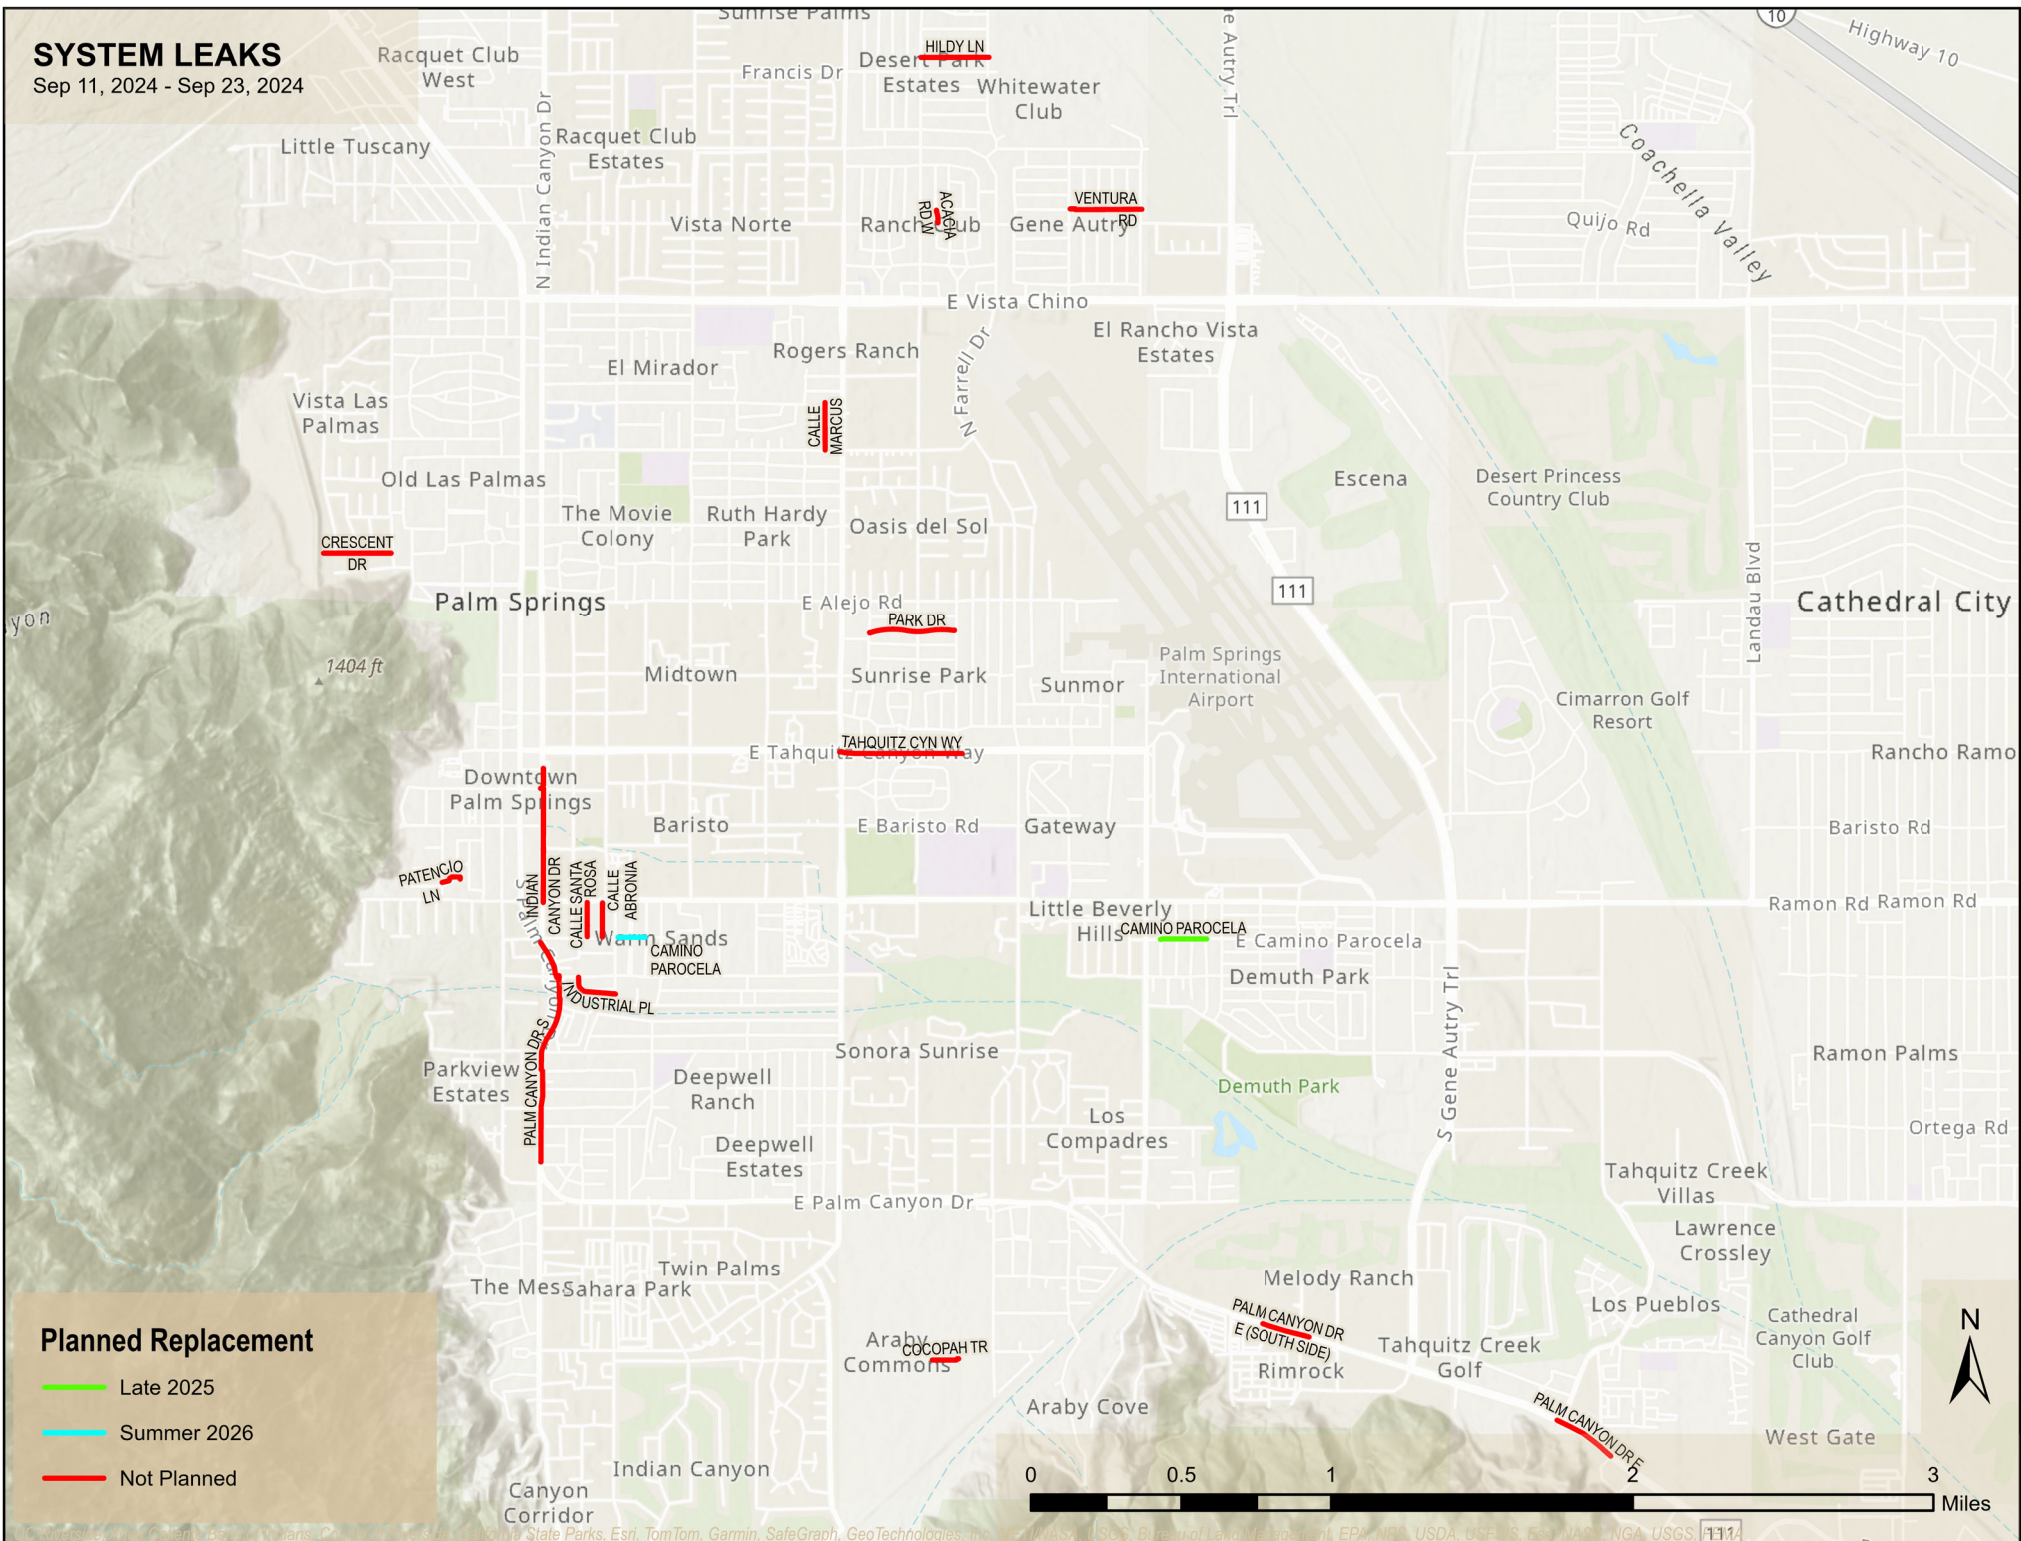 SYSTEM LEAKS
Sep 11, 2024 - Sep 23, 2024
Sunrise Palms
10
Highway 10
Racquet Club
West
HILDY LN
Desert Park
Estates
Francis Dr
Whitewater
Club
e Autry Trl
Little Tuscany
Racquet Club
Estates
N Indian Canyon Dr
Coachella Valley
Vista Norte
ACACIA
RD W
Ranch Club
VENTURA
RD
Gene Autry
Quijo Rd
E Vista Chino
El Rancho Vista
Estates
Rogers Ranch
El Mirador
N Farrell Dr
Vista Las
Palmas
CALLE
MARCUS
Old Las Palmas
Escena
Desert Princess
Country Club
The Movie
Colony
Ruth Hardy
Park
Oasis del Sol
111
CRESCENT
DR
111
Landau Blvd
Palm Springs
E Alejo Rd
Cathedral City
yon
PARK DR
1404 ft
Midtown
Sunrise Park
Sunmor
Palm Springs
International
Airport
Cimarron Golf
Resort
TAHQUITZ CYN WY
E Tahquitz Canyon Way
Rancho Ramo
Downtown
Palm Springs
Baristo
E Baristo Rd
Gateway
Baristo Rd
PATENCIO
LN
INDIAN
CANYON DR
CALLE SANTA
ROSA
CALLE
ABRONIA
Ramon Rd
Ramon Rd
Little Beverly
Hills
CAMINO PAROCELA
E Camino Parocela
Warm Sands
CAMINO
PAROCELA
Demuth Park
INDUSTRIAL PL
S Gene Autry Trl
PALM CANYON DR S
Sonora Sunrise
Ramon Palms
Parkview
Estates
Deepwell
Ranch
Demuth Park
Los
Compadres
Ortega Rd
Deepwell
Estates
Tahquitz Creek
Villas
E Palm Canyon Dr
Lawrence
Crossley
The Mes
Sahara Park
Twin Palms
Melody Ranch
Los Pueblos
PALM CANYON DR
E (SOUTH SIDE)
Rimrock
Cathedral
Canyon Golf
Club
N
Araby
Commons
COCOPAH TR
Tahquitz Creek
Golf
Araby Cove
PALM CANYON DR E
West Gate
Planned Replacement
Late 2025
Summer 2026
Not Planned
Indian Canyon
Canyon
Corridor
0 0.5 1 2 3
Miles
111
State Parks, Esri, TomTom, Garmin, SafeGraph, GeoTechnologies, Inc